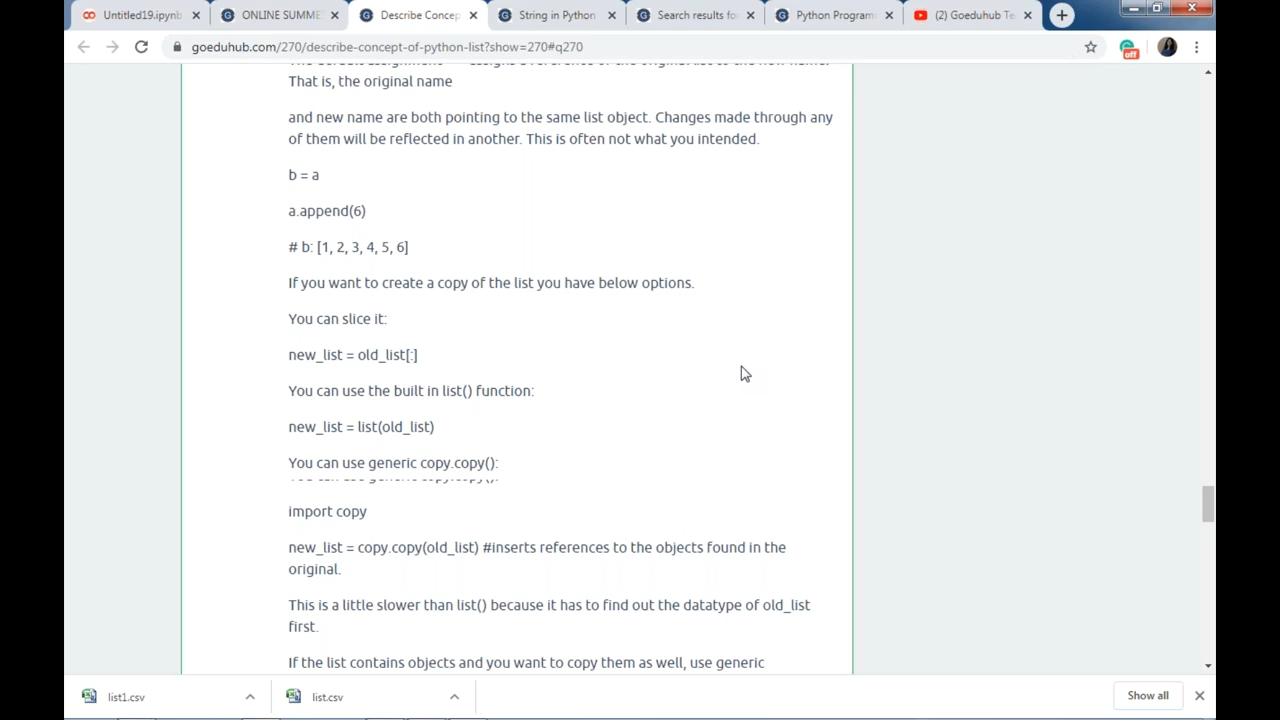 Untitled19.ipynb
ONLINE SUMME
Describe Concep
String in Python
Search results fo
Python Program
(2) Goeduhub Te
goeduhub.com/270/describe-concept-of-python-list?show=270#q270
off
That is, the original name
and new name are both pointing to the same list object. Changes made through any
of them will be reflected in another. This is often not what you intended.
b = a
a.append(6)
# b: [1, 2, 3, 4, 5, 6]
If you want to create a copy of the list you have below options.
You can slice it:
new_list = old_list[:]
You can use the built in list() function:
new_list = list(old_list)
You can use generic copy.copy():
import copy
new_list = copy.copy(old_list) #inserts references to the objects found in the
original.
This is a little slower than list() because it has to find out the datatype of old_list
first.
If the list contains objects and you want to copy them as well, use generic
list1.csv
list.csv
Show all